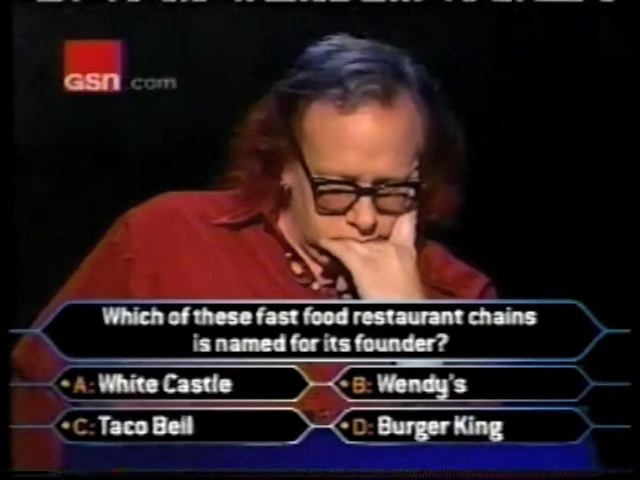 GSN.com
Which of these fast food restaurant chains
is named for its founder?
A: White Castle
B: Wendy's
C: Taco Bell
D: Burger King